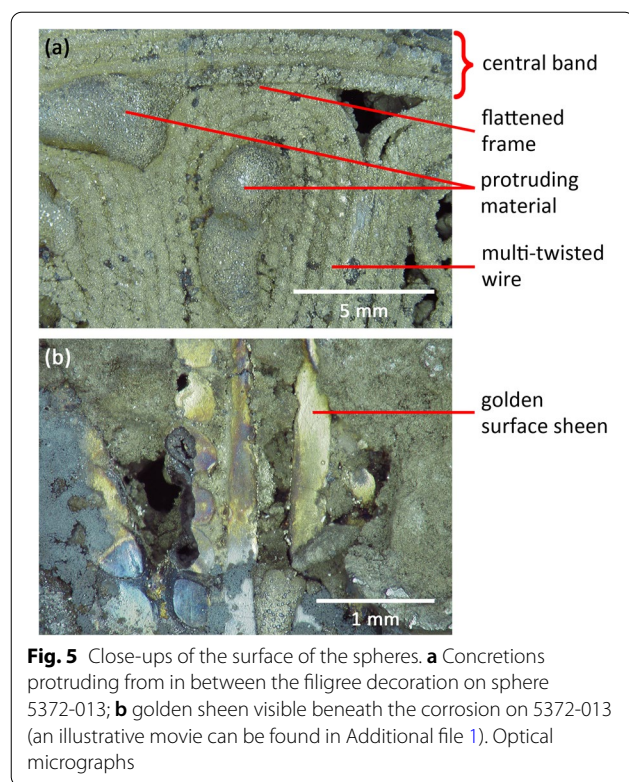 (a)
central band
flattened
frame
protruding
material
multi-twisted
wire
5 mm
(b)
golden
surface sheen
1 mm
Fig. 5 Close-ups of the surface of the spheres. a Concretions
protruding from in between the filigree decoration on sphere
5372-013; b golden sheen visible beneath the corrosion on 5372-013
(an illustrative movie can be found in Additional file 1). Optical
micrographs